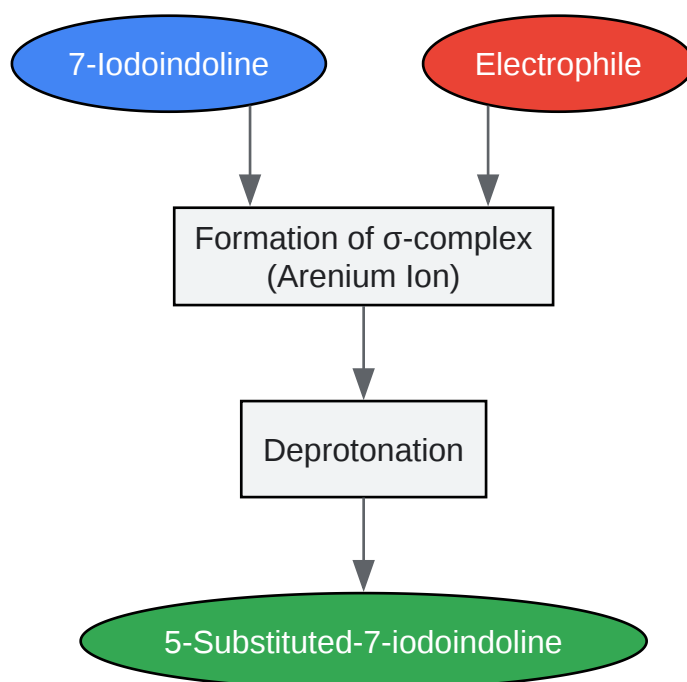 7-Iodoindoline
Electrophile
Formation of σ-complex
(Arenium Ion)
Deprotonation
5-Substituted-7-iodoindoline